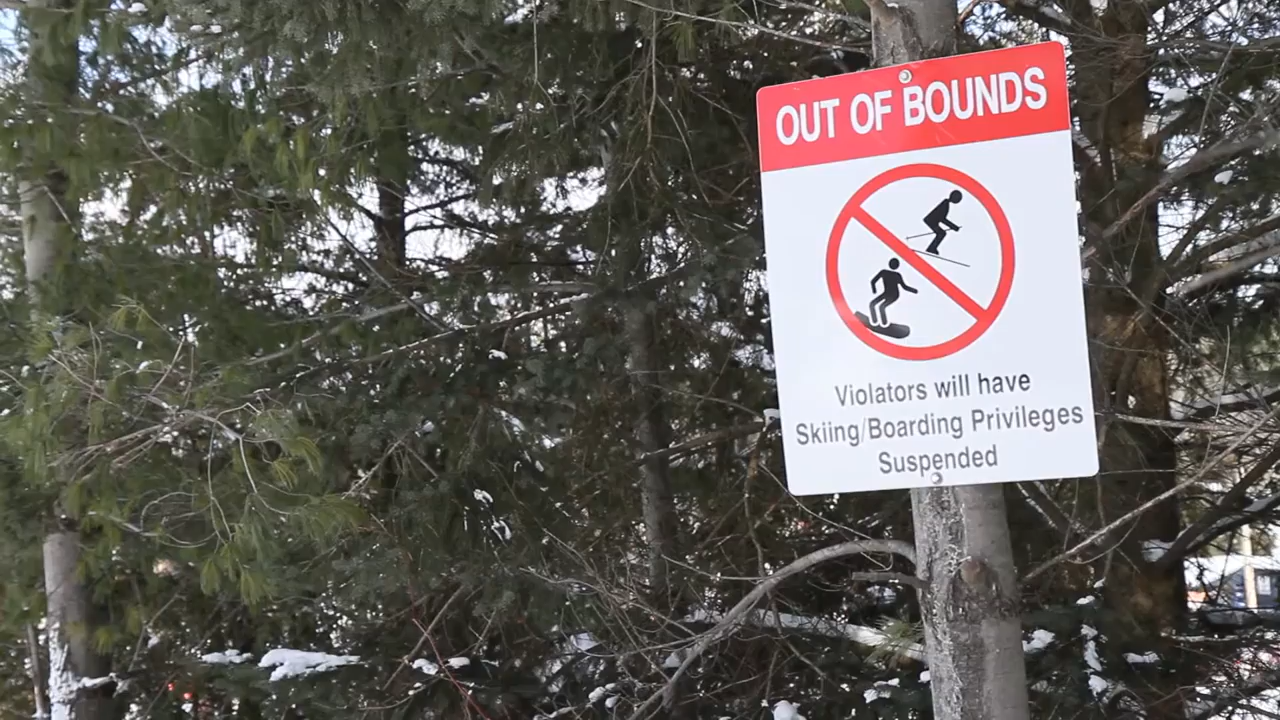 OUT OF BOUNDS
Violators will have
Skiing/Boarding Privileges
Suspended